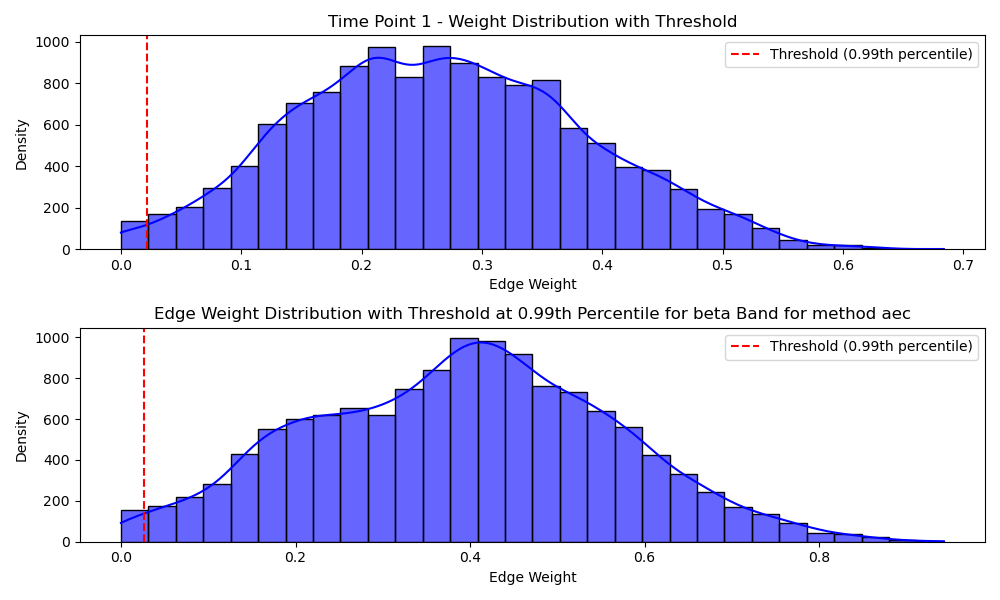 Time Point 1 - Weight Distribution with Threshold
1000
800
600
400
200
0
Density
Threshold (0.99th percentile)
0.0 0.1 0.2 0.3 0.4 0.5 0.6 0.7
Edge Weight
Edge Weight Distribution with Threshold at 0.99th Percentile for beta Band for method aec
1000
800
600
400
200
0
Density
Threshold (0.99th percentile)
0.0 0.2 0.4 0.6 0.8
Edge Weight